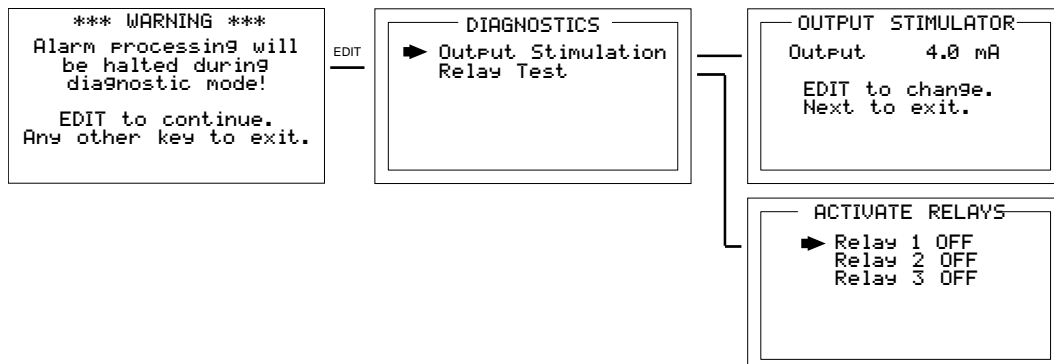 *** WARNING ***
Alarm processing will
be halted during
diagnostic mode!
EDIT to continue.
Any other key to exit.
EDIT
DIAGNOSTICS
Output Stimulation
Relay Test
OUTPUT STIMULATOR
Output 4.0 mA
EDIT to change.
Next to exit.
ACTIVATE RELAYS
Relay 1 OFF
Relay 2 OFF
Relay 3 OFF